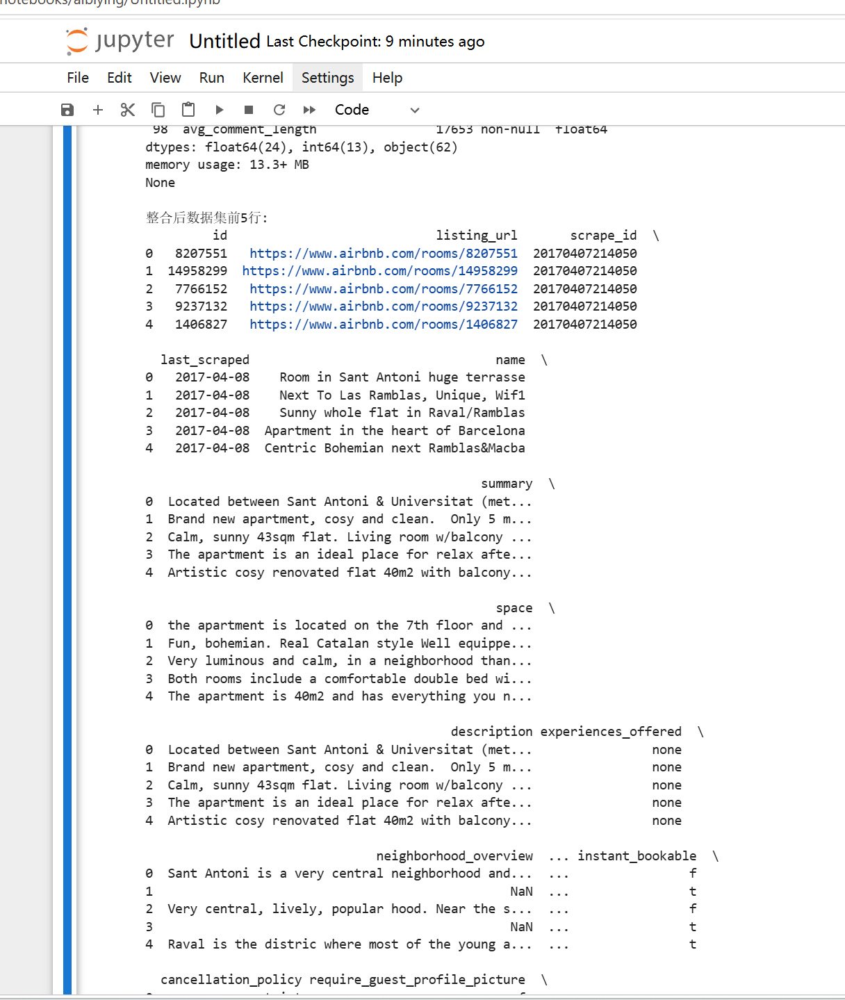 notebooks/aibiying/Untitled.ipynb
jupyter Untitled Last Checkpoint: 9 minutes ago
File Edit View Run Kernel Settings Help
Code
98 avg_comment_length 17653 non-null float64
dtypes: float64(24), int64(13), object(62)
memory usage: 13.3+ MB
None
整合后数据集前5行:
id listing_url scrape_id \
0 8207551 https://www.airbnb.com/rooms/8207551 20170407214050
1 14958299 https://www.airbnb.com/rooms/14958299 20170407214050
2 7766152 https://www.airbnb.com/rooms/7766152 20170407214050
3 9237132 https://www.airbnb.com/rooms/9237132 20170407214050
4 1406827 https://www.airbnb.com/rooms/1406827 20170407214050
last_scraped name \
0 2017-04-08 Room in Sant Antoni huge terrasse
1 2017-04-08 Next To Las Ramblas, Unique, Wif1
2 2017-04-08 Sunny whole flat in Raval/Ramblas
3 2017-04-08 Apartment in the heart of Barcelona
4 2017-04-08 Centric Bohemian next Ramblas&Macba
summary \
0 Located between Sant Antoni & Universitat (met...
1 Brand new apartment, cosy and clean.  Only 5 m...
2 Calm, sunny 43sqm flat. Living room w/balcony ...
3 The apartment is an ideal place for relax afte...
4 Artistic cosy renovated flat 40m2 with balcony...
space \
0 the apartment is located on the 7th floor and ...
1 Fun, bohemian. Real Catalan style Well equippe...
2 Very luminous and calm, in a neighborhood than...
3 Both rooms include a comfortable double bed wi...
4 The apartment is 40m2 and has everything you n...
description experiences_offered \
0 Located between Sant Antoni & Universitat (met... none
1 Brand new apartment, cosy and clean.  Only 5 m... none
2 Calm, sunny 43sqm flat. Living room w/balcony ... none
3 The apartment is an ideal place for relax afte... none
4 Artistic cosy renovated flat 40m2 with balcony... none
neighborhood_overview ... instant_bookable \
0 Sant Antoni is a very central neighborhood and... ... f
1 NaN ... t
2 Very central, lively, popular hood. Near the s... ... f
3 NaN ... t
4 Raval is the distric where most of the young a... ... t
cancellation_policy require_guest_profile_picture \